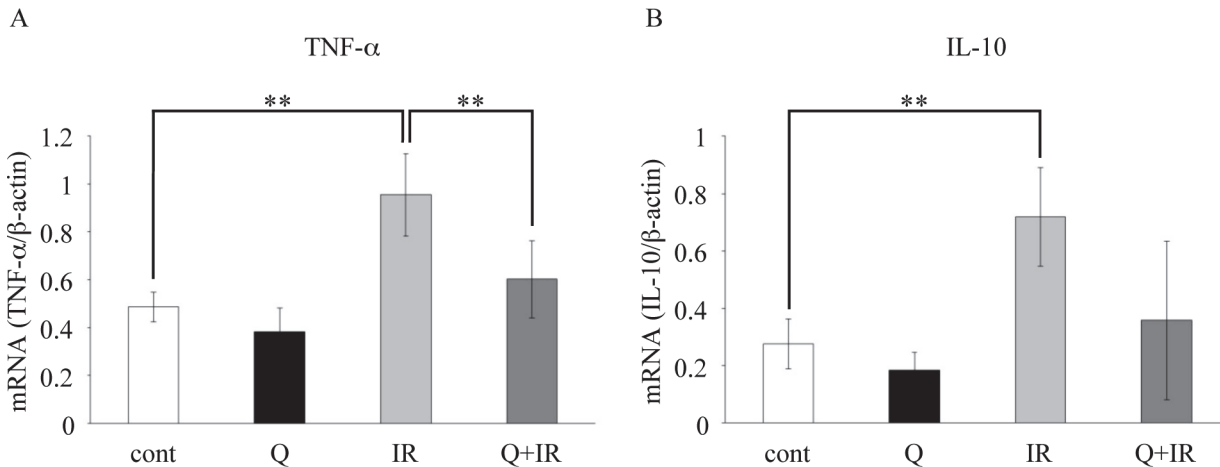 A
TNF-α
**
**
mRNA (TNF-α/β-actin)
1.2
1
0.8
0.6
0.4
0.2
0
cont
Q
IR
Q+IR
B
IL-10
**
mRNA (IL-10/β-actin)
1
0.8
0.6
0.4
0.2
0
cont
Q
IR
Q+IR